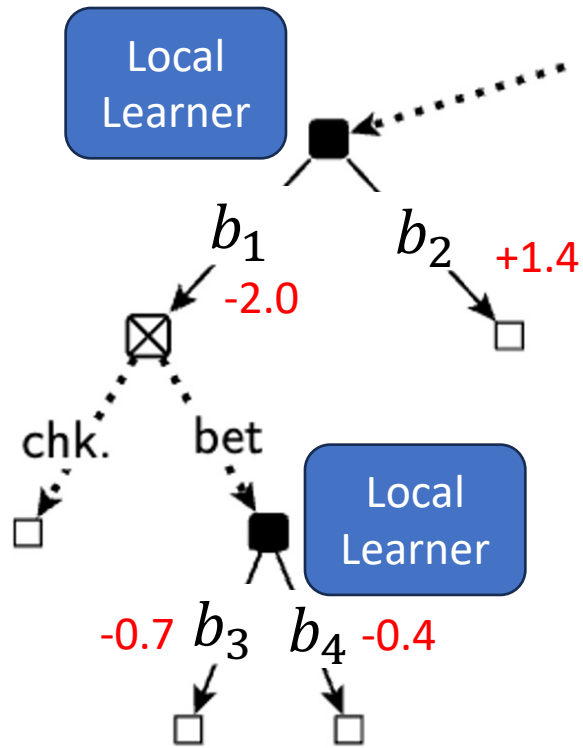 Local
Learner
b₁
b₂
+1.4
-2.0
chk.
bet
Local
Learner
-0.7
b₃
b₄
-0.4